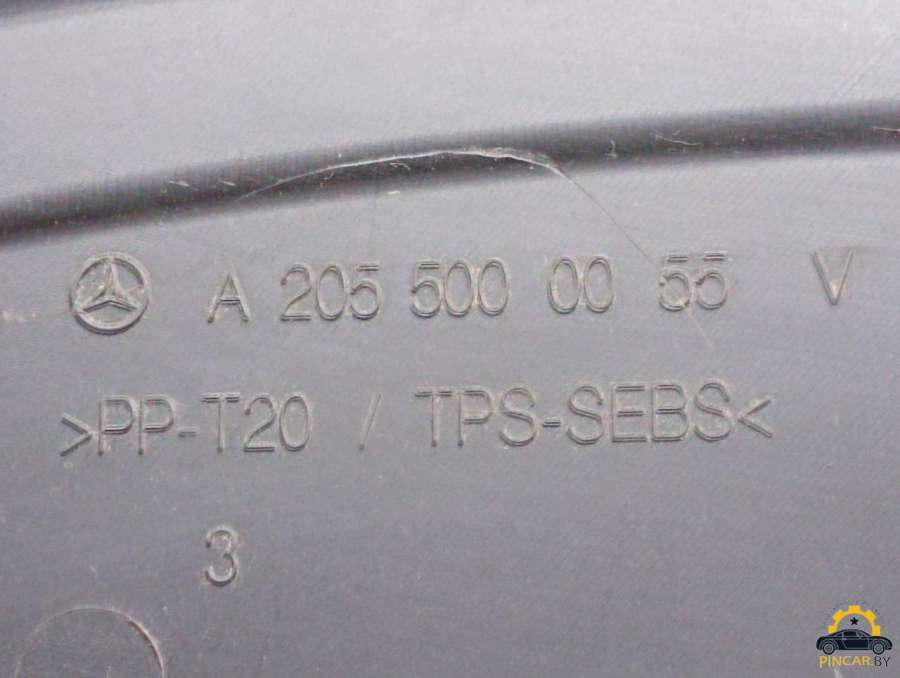 A 205 500 00 55 V
>PP-T20 / TPS-SEBS<
3
PINCAR.BY